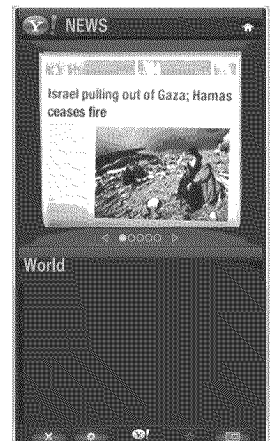 Y! NEWS
Israel pulling out of Gaza; Hamas
ceases fire
World
Y!